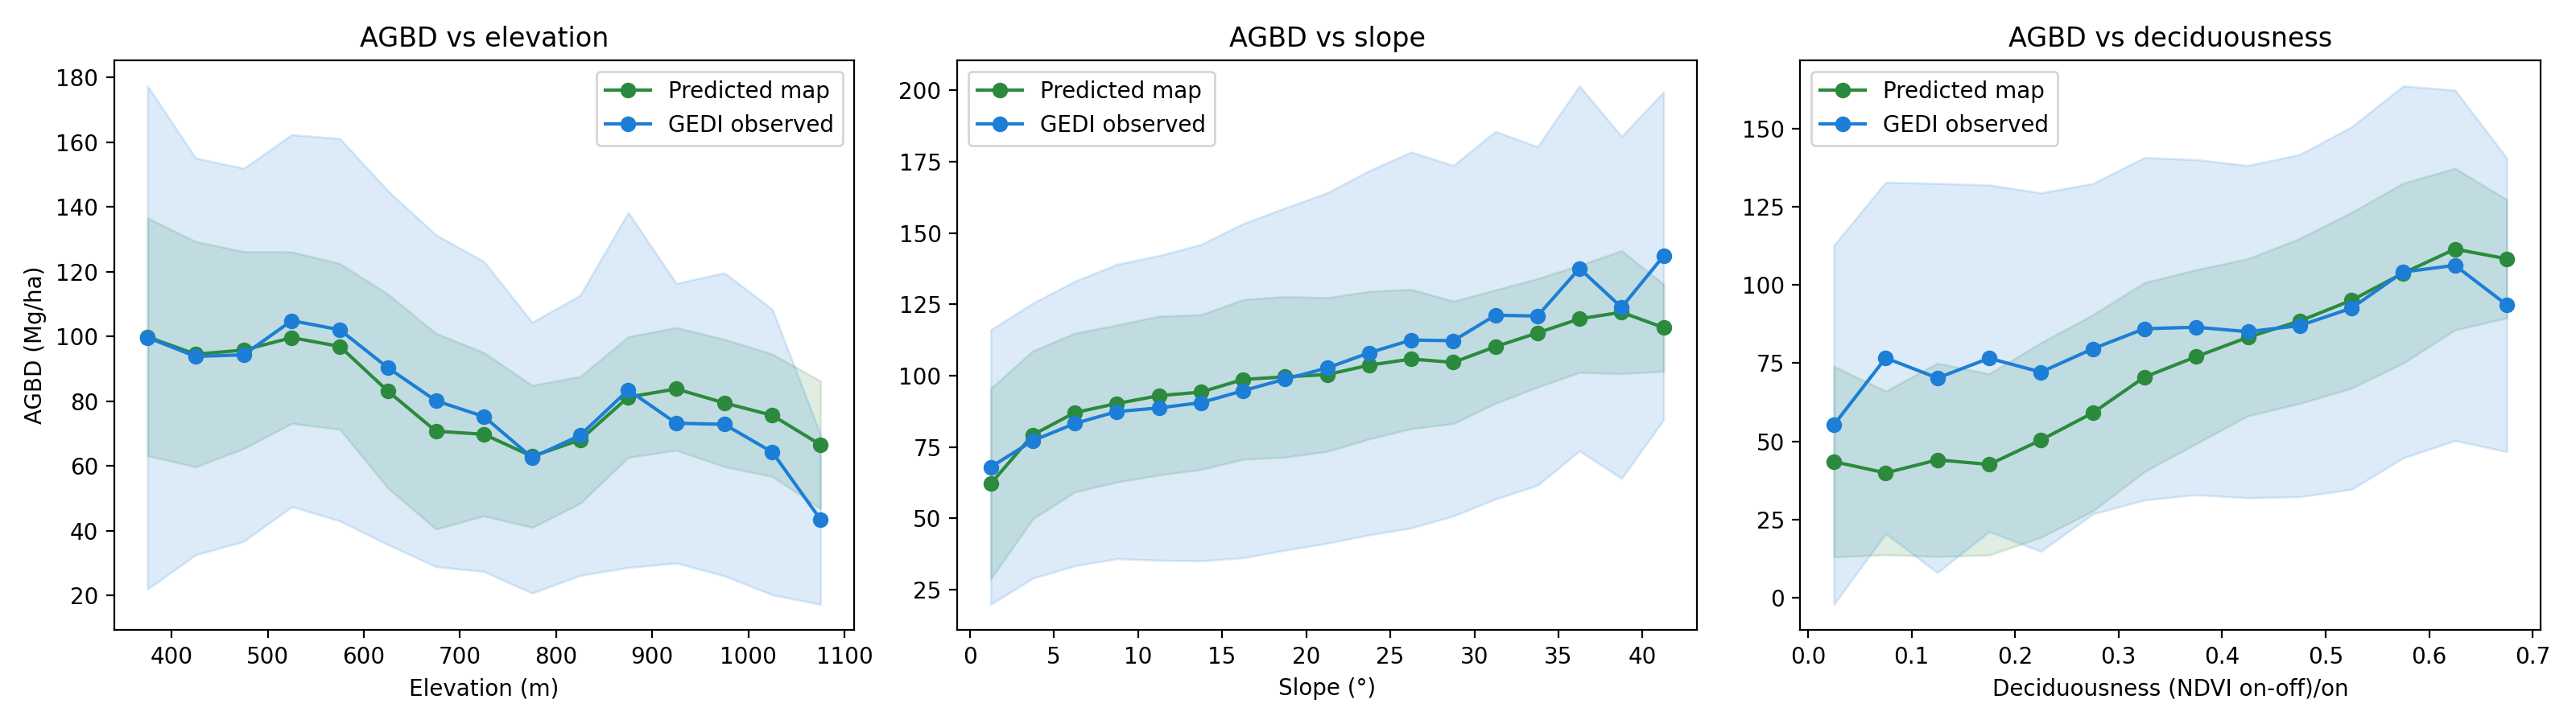 AGBD vs elevation
180
160
140
120
100
80
60
40
20
AGBD (Mg/ha)
Predicted map
GEDI observed
400 500 600 700 800 900 1000 1100
Elevation (m)
AGBD vs slope
200
175
150
125
100
75
50
25
Predicted map
GEDI observed
0 5 10 15 20 25 30 35 40
Slope (°)
AGBD vs deciduousness
150
125
100
75
50
25
0
Predicted map
GEDI observed
0.0 0.1 0.2 0.3 0.4 0.5 0.6 0.7
Deciduousness (NDVI on-off)/on